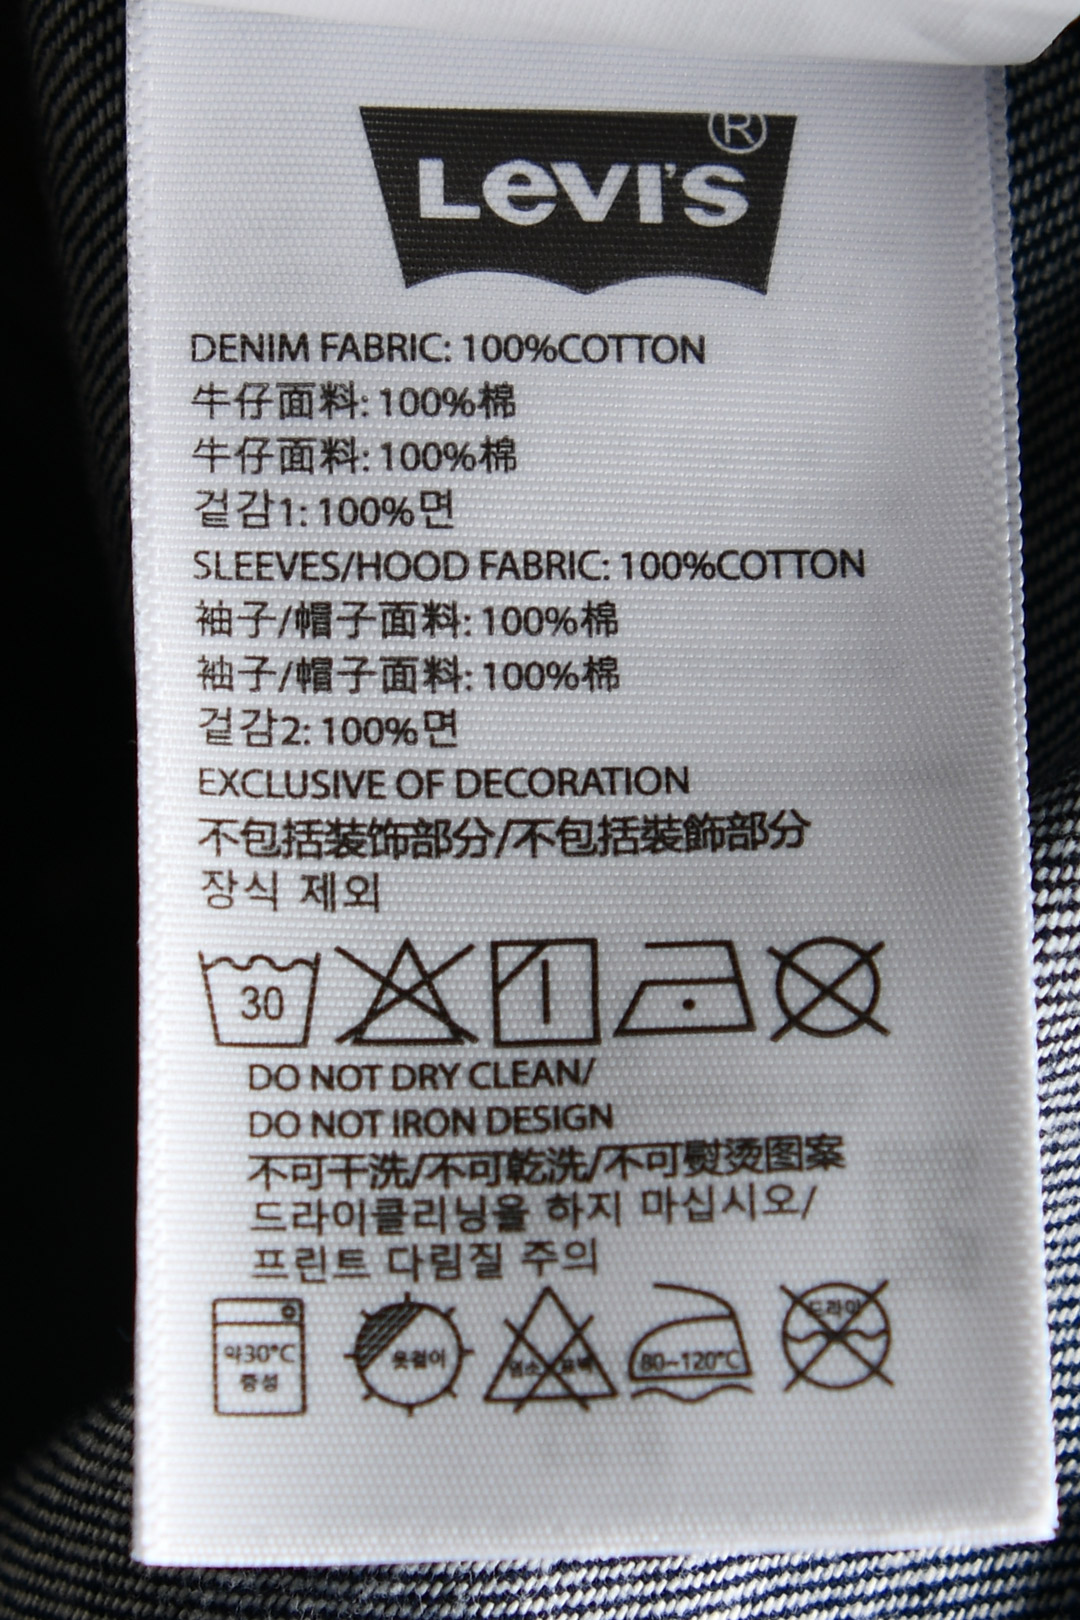 LEVI'S®
DENIM FABRIC: 100%COTTON
牛仔面料: 100%棉
牛仔面料: 100%棉
겉감1: 100%면
SLEEVES/HOOD FABRIC: 100%COTTON
袖子/帽子面料: 100%棉
袖子/帽子面料: 100%棉
겉감2: 100%면
EXCLUSIVE OF DECORATION
不包括装饰部分/不包括裝飾部分
장식 제외
30
DO NOT DRY CLEAN/
DO NOT IRON DESIGN
不可干洗/不可乾洗/不可熨烫图案
드라이클리닝을 하지 마십시오/
프린트 다림질 주의
약30°C 옷걸이 염소 표백 80~120°C 드라이
중성